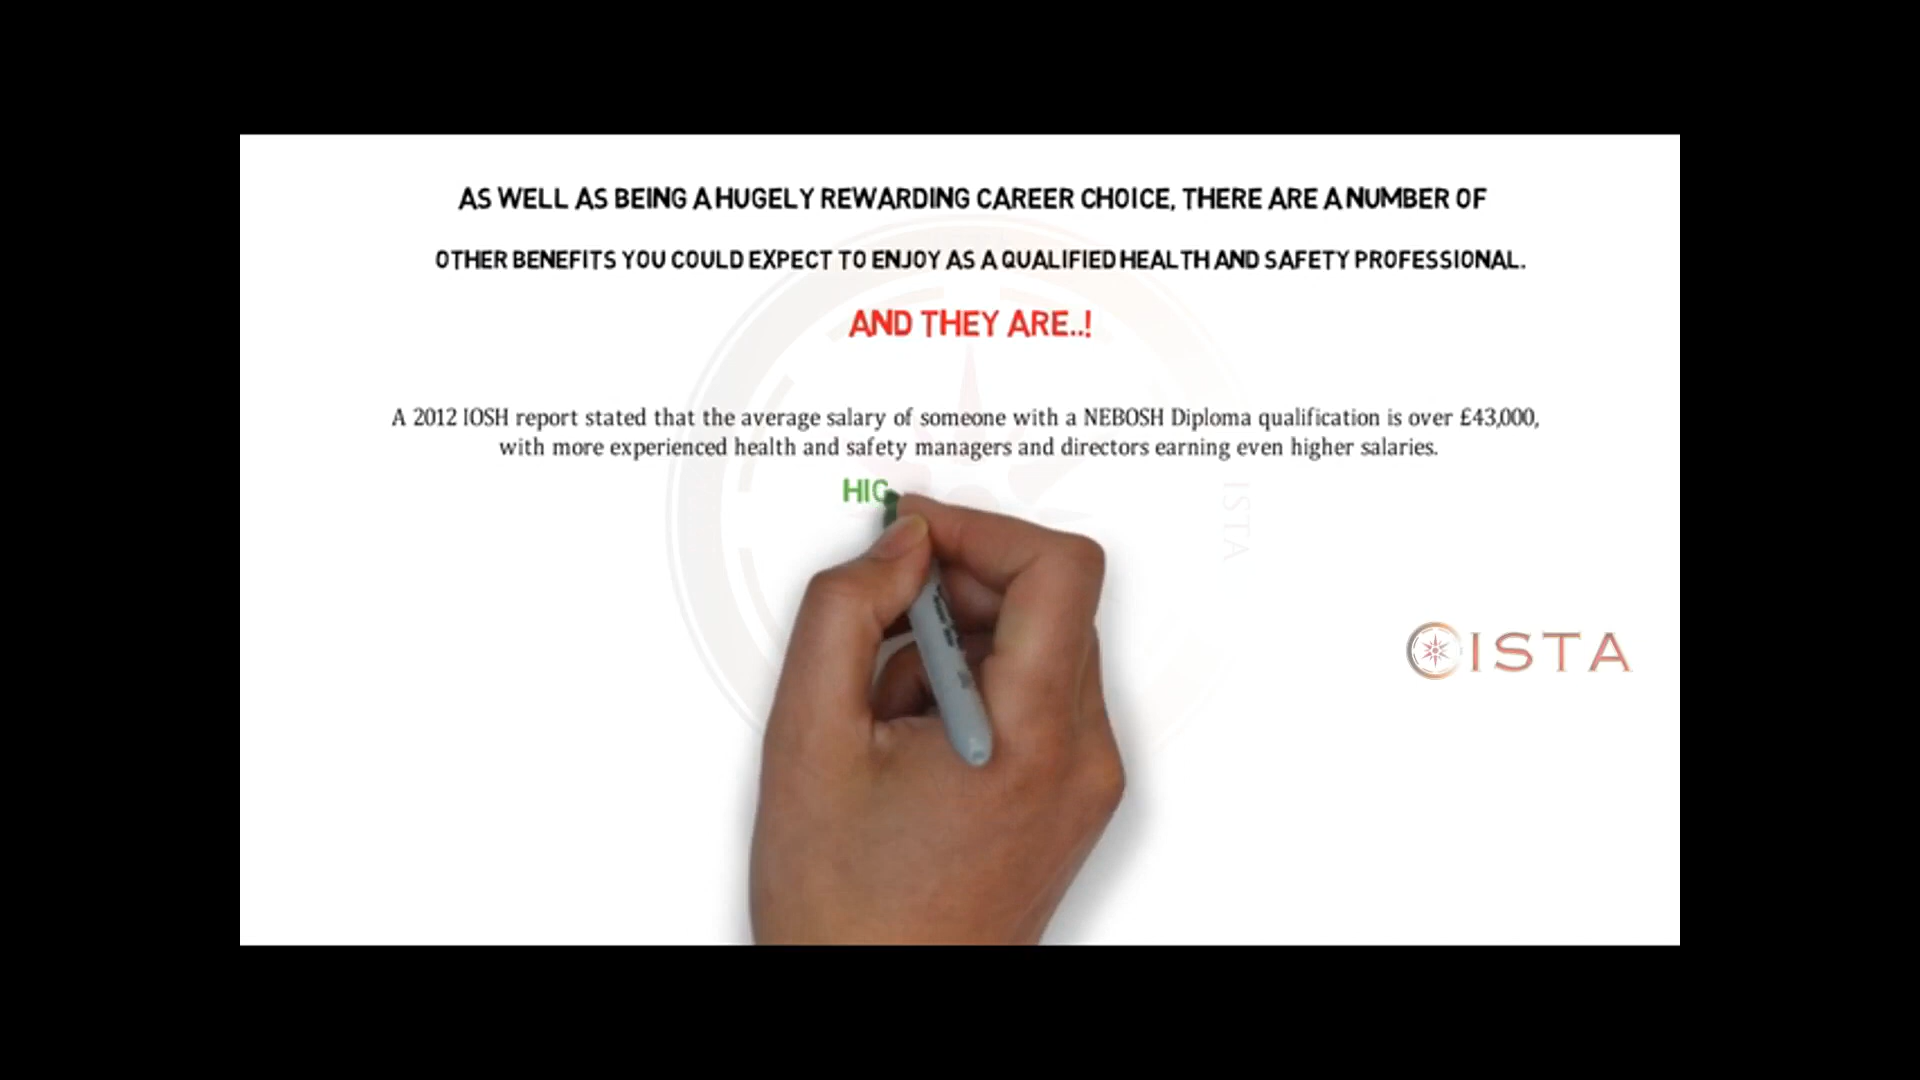 AS WELL AS BEING A HUGELY REWARDING CAREER CHOICE, THERE ARE A NUMBER OF
OTHER BENEFITS YOU COULD EXPECT TO ENJOY AS A QUALIFIED HEALTH AND SAFETY PROFESSIONAL.
AND THEY ARE..!
A 2012 IOSH report stated that the average salary of someone with a NEBOSH Diploma qualification is over £43,000,
with more experienced health and safety managers and directors earning even higher salaries.
HIG
ISTA
ISTA